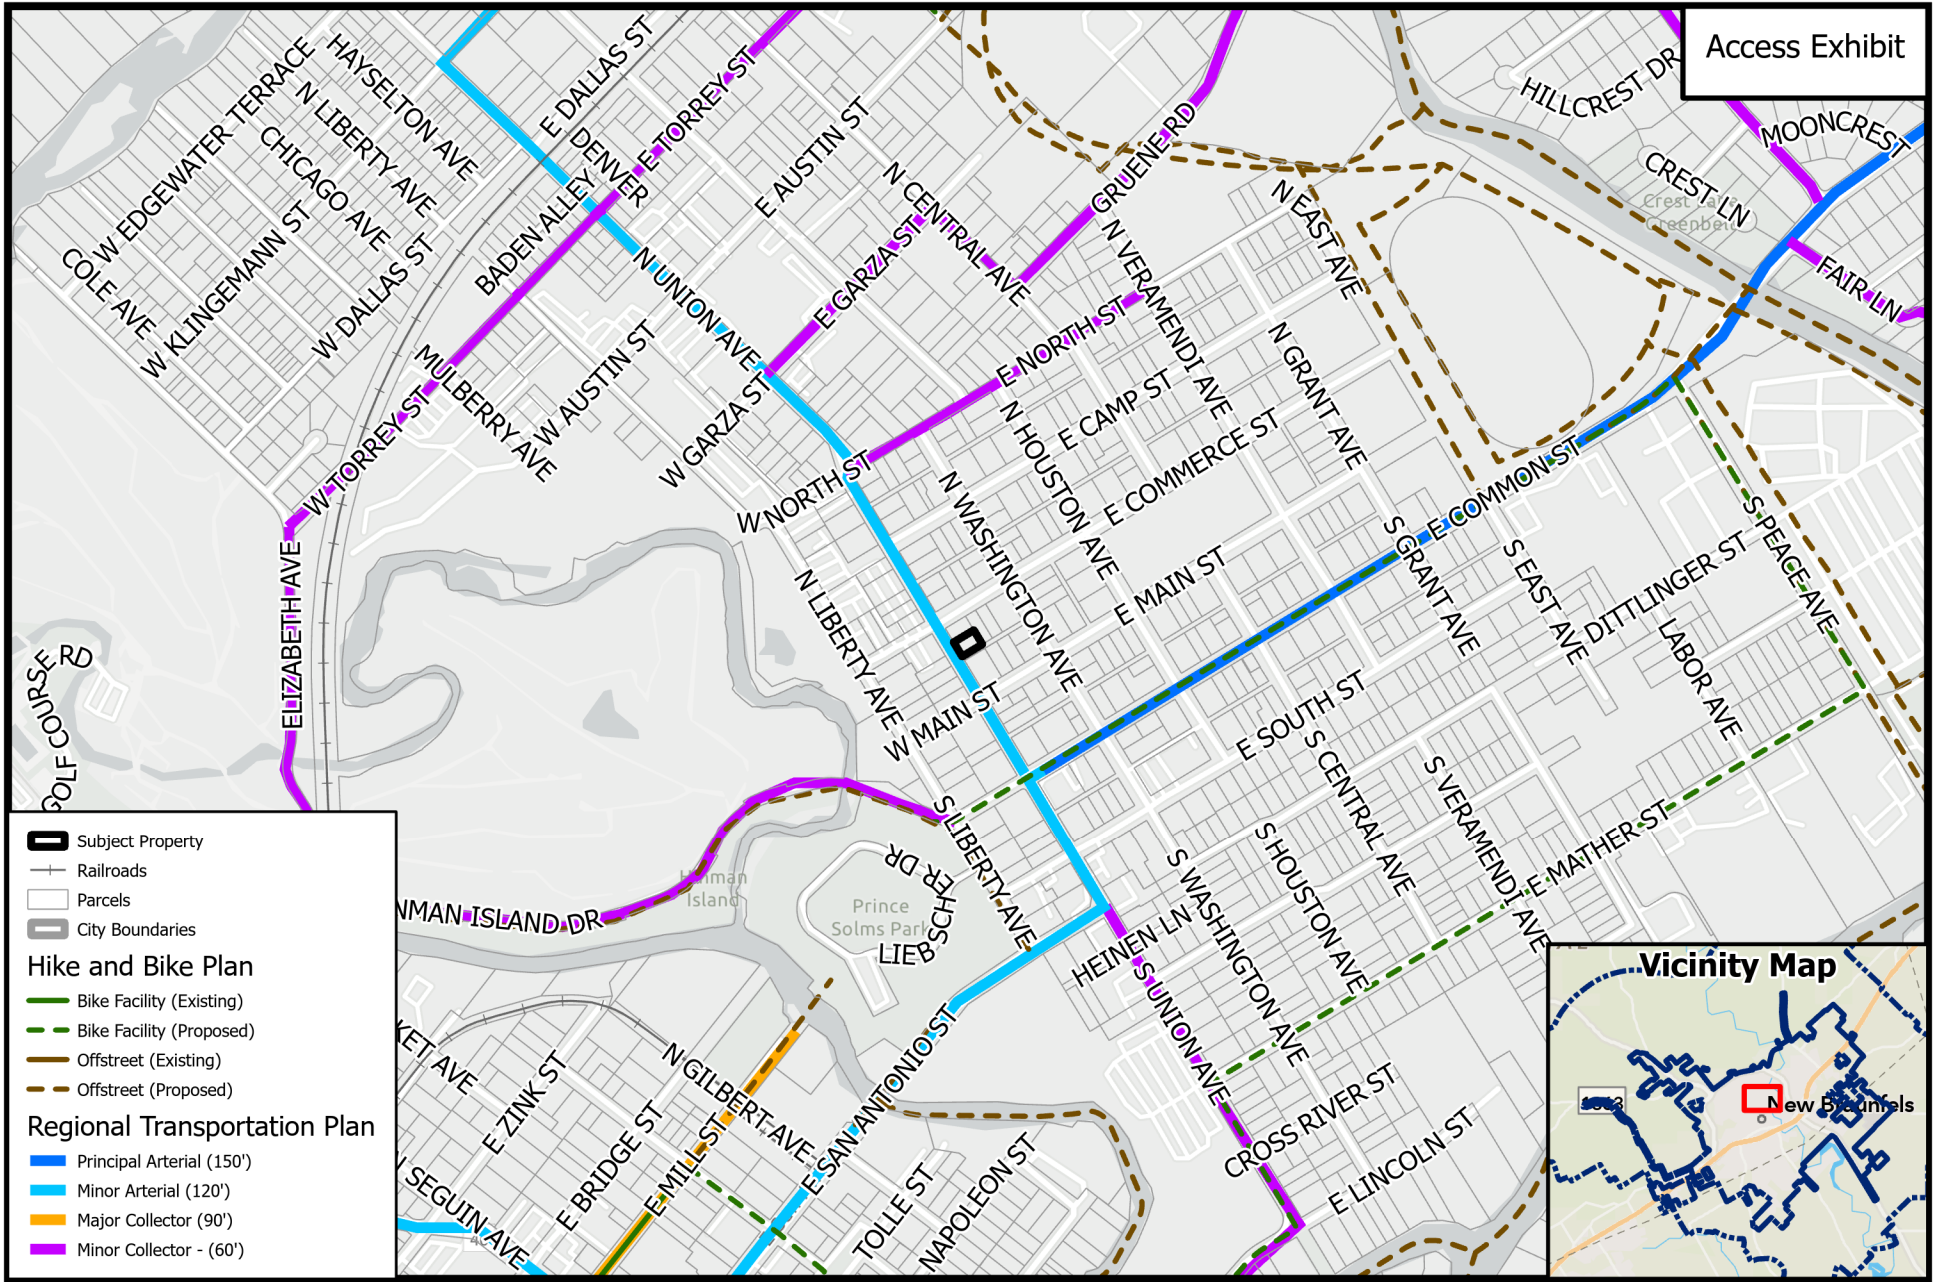 Access Exhibit
HAYSELTON AVE
W EDGEWATER TERRACE
N LIBERTY AVE
CHICAGO AVE
E DALLAS ST
DENVER
E TORREY ST
E AUSTIN ST
N CENTRAL AVE
GRUENE RD
HILLCREST DR
MOONCREST
CREST LN
Crest Lake
Greenbelt
FAIR LN
COLE AVE
W KLINGEMANN ST
W DALLAS ST
BADEN ALLEY
N UNION AVE
E GARZA ST
N VERAMENDI AVE
N EAST AVE
N GRANT AVE
MULBERRY AVE
W AUSTIN ST
W GARZA ST
E NORTH ST
E CAMP ST
N HOUSTON AVE
E COMMERCE ST
W TORREY ST
W NORTH ST
N WASHINGTON AVE
E COMMON ST
S PEACE AVE
ELIZABETH AVE
N LIBERTY AVE
E MAIN ST
S GRANT AVE
S EAST AVE
DITTLINGER ST
LABOR AVE
GOLF COURSE RD
W MAIN ST
E SOUTH ST
S CENTRAL AVE
S VERAMENDI AVE
S LIBERTY AVE
S HOUSTON AVE
S WASHINGTON AVE
E MATHER ST
Hinman
Island
NMAN ISLAND DR
Prince
Solms Park
LIEBSCHER DR
HEINEN LN
S UNION AVE
KET AVE
E ZINK ST
N GILBERT AVE
E SAN ANTONIO ST
E BRIDGE ST
E MILL ST
N SEGUIN AVE
TOLLE ST
NAPOLEON ST
CROSS RIVER ST
E LINCOLN ST
Subject Property
Railroads
Parcels
City Boundaries
Hike and Bike Plan
Bike Facility (Existing)
Bike Facility (Proposed)
Offstreet (Existing)
Offstreet (Proposed)
Regional Transportation Plan
Principal Arterial (150')
Minor Arterial (120')
Major Collector (90')
Minor Collector - (60')
Vicinity Map
New Braunfels